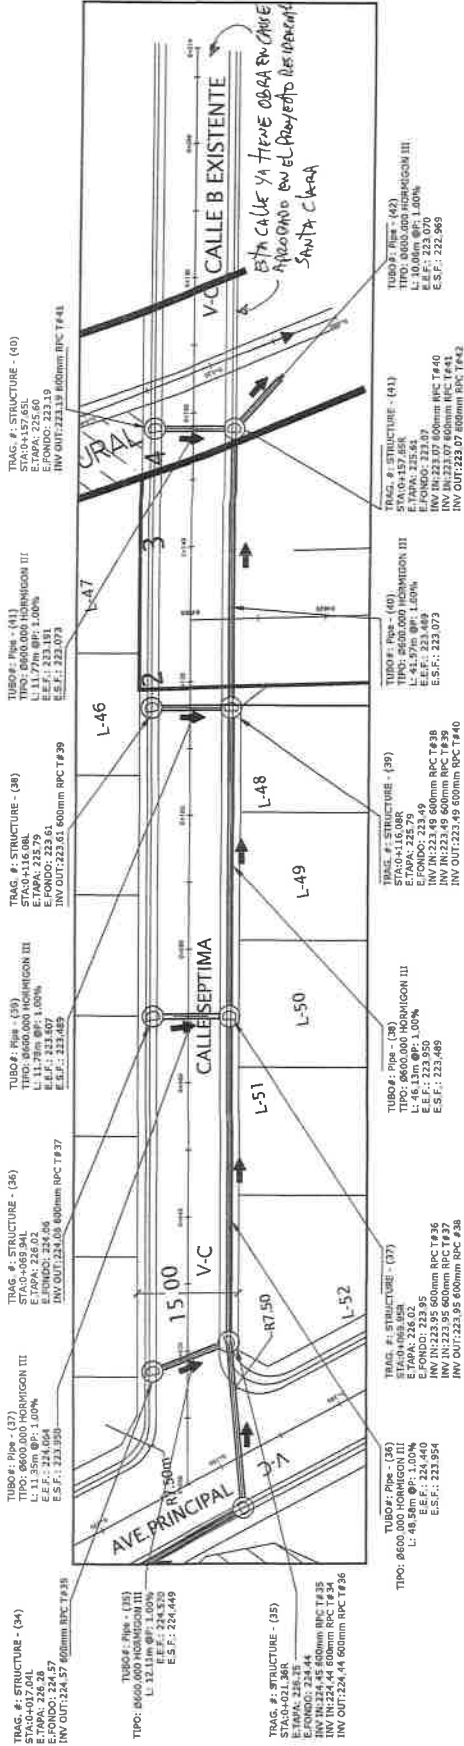 TRAG. #: STRUCTURE - (34)
STA:0+017.04L
E.TAPA: 226.28
E.FONDO: 224.57
INV OUT:224.57 600mm RPC T#35
TUBO#: Pipe - (37)
TIPO: Ø600.000 HORMIGON III
L: 11.35m @P: 1.00%
E.E.F.: 224.064
E.S.F.: 223.950
TRAG. #: STRUCTURE - (36)
STA:0+069.94L
E.TAPA: 226.02
E.FONDO: 224.06
INV OUT:224.06 600mm RPC T#37
TUBO#: Pipe - (39)
TIPO: Ø600.000 HORMIGON III
L: 11.79m @P: 1.00%
E.E.F.: 223.607
E.S.F.: 223.489
TRAG. #: STRUCTURE - (38)
STA:0+116.08L
E.TAPA: 225.79
E.FONDO: 223.61
INV OUT:223.61 600mm RPC T#39
TUBO#: Pipe - (41)
TIPO: Ø600.000 HORMIGON III
L: 11.77m @P: 1.00%
E.E.F.: 223.191
E.S.F.: 223.073
TRAG. #: STRUCTURE - (40)
STA:0+157.65L
E.TAPA: 225.60
E.FONDO: 223.19
INV OUT:223.19 600mm RPC T#41
TUBO#: Pipe - (35)
TIPO: Ø600.000 HORMIGON III
L: 12.11m @P: 1.00%
E.E.F.: 224.570
E.S.F.: 224.449
AVE.PRINCIPAL
V-C
R7.50m
R7.50
15.00
V-C
CALLE SEPTIMA
L-46
L-47
2
3
4
URAL
L-52
L-51
L-50
L-49
L-48
V-C CALLE B EXISTENTE
ESTA CALLE YA TIENE OBRA EN CAUSE
APROBADO EN EL PROYECTO RESIDENCIAL
SANTA CLARA
TRAG. #: STRUCTURE - (35)
STA:0+021.36R
E.TAPA: 226.25
E.FONDO: 224.44
INV IN:224.45 600mm RPC T#35
INV IN:224.44 600mm RPC T#34
INV OUT:224.44 600mm RPC T#36
TUBO#: Pipe - (36)
TIPO: Ø600.000 HORMIGON III
L: 48.58m @P: 1.00%
E.E.F.: 224.440
E.S.F.: 223.954
TRAG. #: STRUCTURE - (37)
STA:0+069.95R
E.TAPA: 226.02
E.FONDO: 223.95
INV IN:223.95 600mm RPC T#36
INV IN:223.95 600mm RPC T#37
INV OUT:223.95 600mm RPC #38
TUBO#: Pipe - (38)
TIPO: Ø600.000 HORMIGON III
L: 46.13m @P: 1.00%
E.E.F.: 223.950
E.S.F.: 223.489
TRAG. #: STRUCTURE - (39)
STA:0+116.08R
E.TAPA: 225.79
E.FONDO: 223.49
INV IN:223.49 600mm RPC T#38
INV IN:223.49 600mm RPC T#39
INV OUT:223.49 600mm RPC T#40
TUBO#: Pipe - (40)
TIPO: Ø600.000 HORMIGON III
L: 41.57m @P: 1.00%
E.E.F.: 223.489
E.S.F.: 223.073
TRAG. #: STRUCTURE - (41)
STA:0+157.65R
E.TAPA: 225.61
E.FONDO: 223.07
INV IN:223.07 600mm RPC T#40
INV IN:223.07 600mm RPC T#41
INV OUT:223.07 600mm RPC T#42
TUBO#: Pipe - (42)
TIPO: Ø600.000 HORMIGON III
L: 10.06m @P: 1.00%
E.E.F.: 223.070
E.S.F.: 222.969